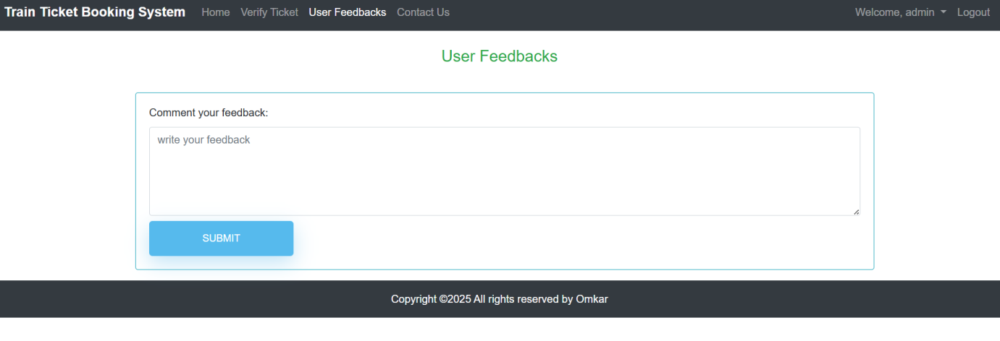 Train Ticket Booking System Home Verify Ticket User Feedbacks Contact Us Welcome, admin Logout
User Feedbacks
Comment your feedback:
write your feedback
SUBMIT
Copyright ©2025 All rights reserved by Omkar